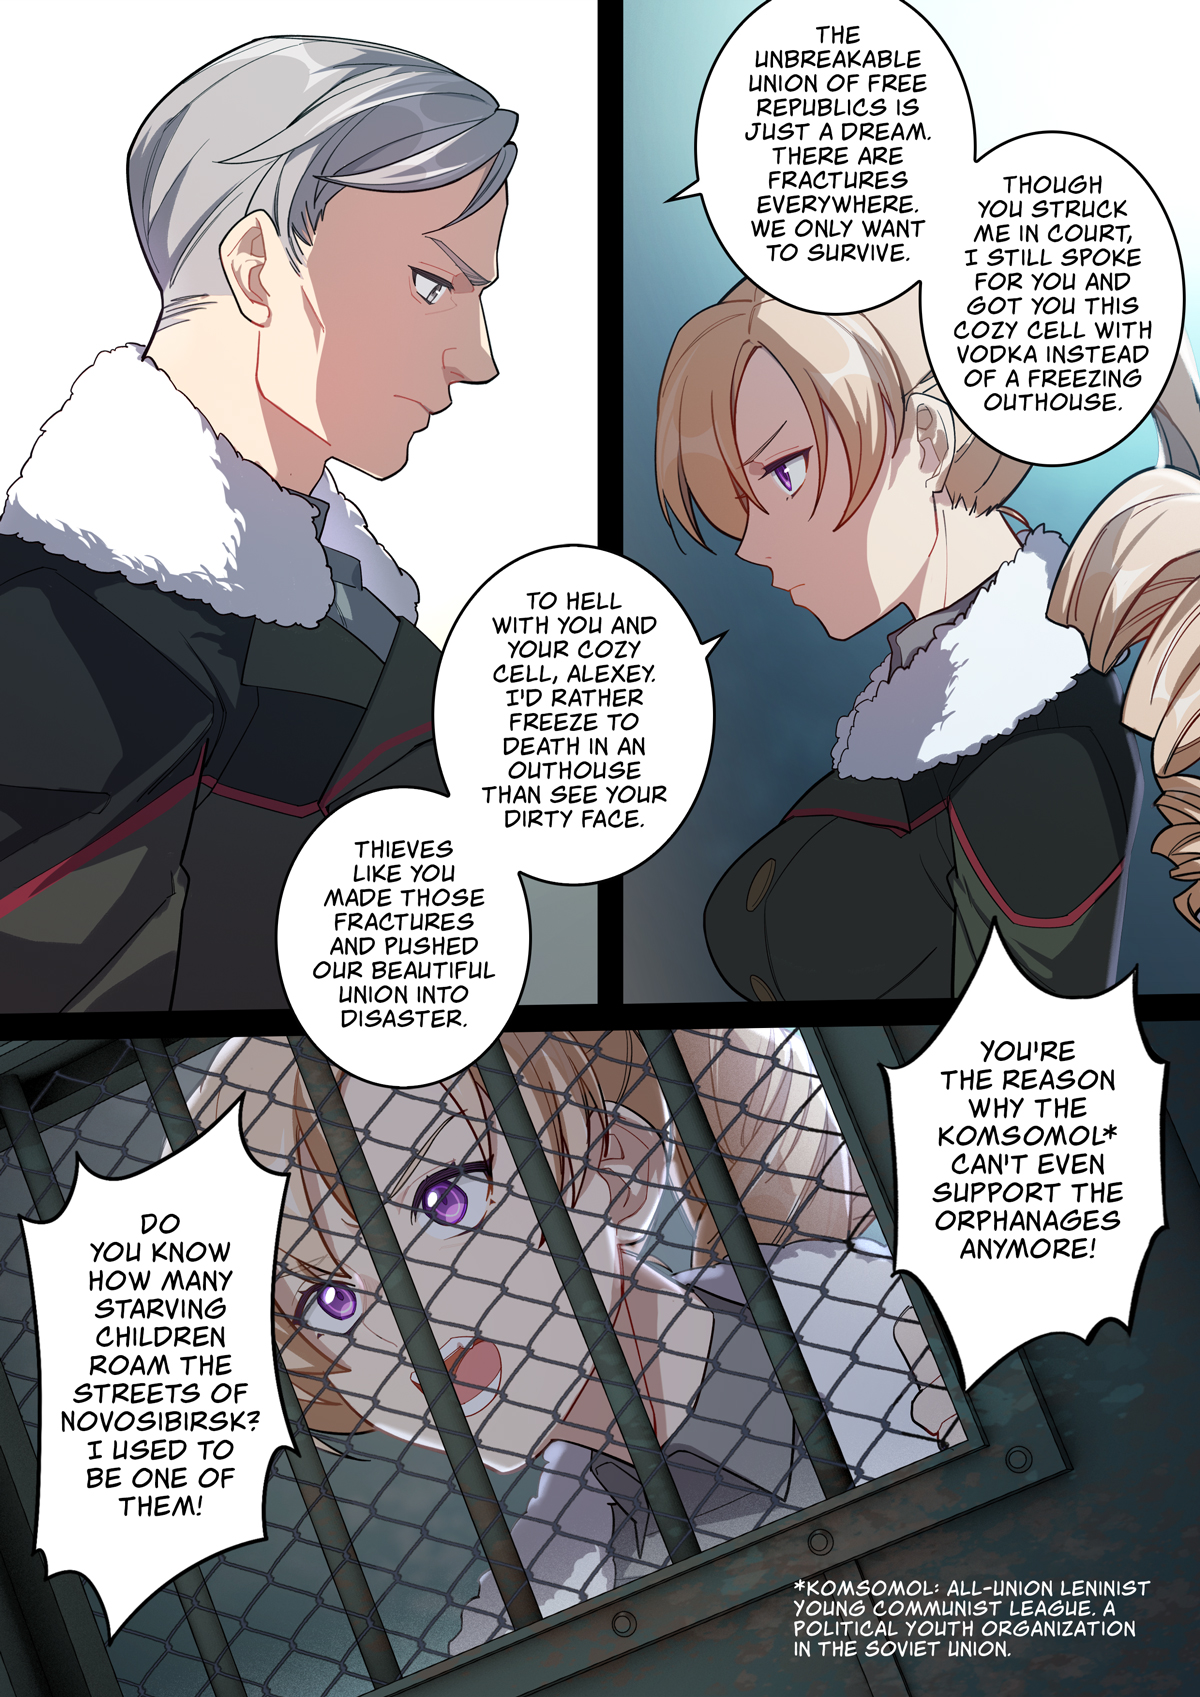 THE
UNBREAKABLE
UNION OF FREE
REPUBLICS IS
JUST A DREAM.
THERE ARE
FRACTURES
EVERYWHERE.
WE ONLY WANT
TO SURVIVE.
THOUGH
YOU STRUCK
ME IN COURT,
I STILL SPOKE
FOR YOU AND
GOT YOU THIS
COZY CELL WITH
VODKA INSTEAD
OF A FREEZING
OUTHOUSE.
TO HELL
WITH YOU AND
YOUR COZY
CELL, ALEXEY.
I'D RATHER
FREEZE TO
DEATH IN AN
OUTHOUSE
THAN SEE YOUR
DIRTY FACE.
THIEVES
LIKE YOU
MADE THOSE
FRACTURES
AND PUSHED
OUR BEAUTIFUL
UNION INTO
DISASTER.
YOU'RE
THE REASON
WHY THE
KOMSOMOL*
CAN'T EVEN
SUPPORT THE
ORPHANAGES
ANYMORE!
DO
YOU KNOW
HOW MANY
STARVING
CHILDREN
ROAM THE
STREETS OF
NOVOSIBIRSK?
I USED TO
BE ONE OF
THEM!
*KOMSOMOL: ALL-UNION LENINIST
YOUNG COMMUNIST LEAGUE. A
POLITICAL YOUTH ORGANIZATION
IN THE SOVIET UNION.